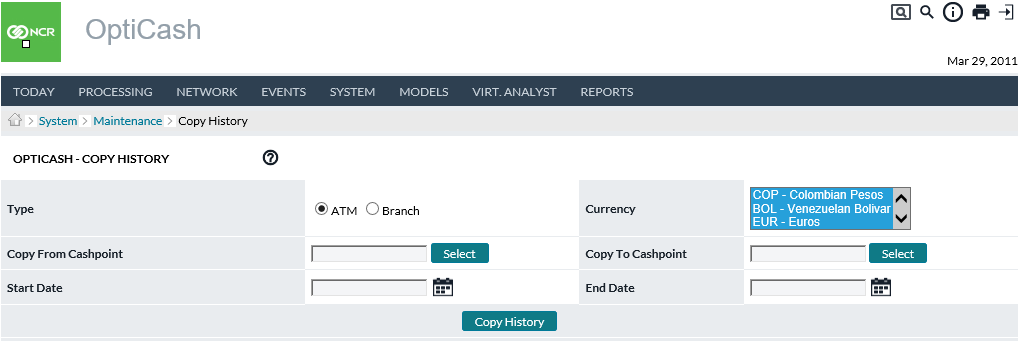 NCR
OptiCash
Mar 29, 2011
TODAY PROCESSING NETWORK EVENTS SYSTEM MODELS VIRT. ANALYST REPORTS
System > Maintenance > Copy History
OPTICASH - COPY HISTORY
Type ATM Branch Currency
COP - Colombian Pesos
BOL - Venezuelan Bolivar
EUR - Euros
Copy From Cashpoint Select Copy To Cashpoint Select
Start Date End Date
Copy History